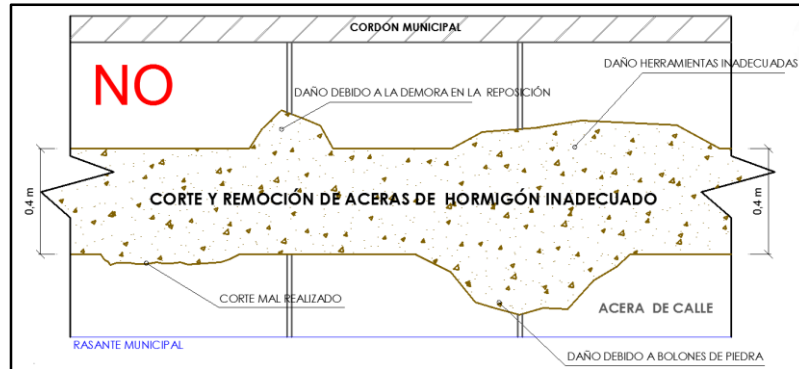 CORDON MUNICIPAL
NO
DAÑO HERRAMIENTAS INADECUADAS
DAÑO DEBIDO A LA DEMORA EN LA REPOSICIÓN
0,4 m
CORTE Y REMOCIÓN DE ACERAS DE HORMIGÓN INADECUADO
0,4 m
CORTE MAL REALIZADO
ACERA DE CALLE
RASANTE MUNICIPAL
DAÑO DEBIDO A BOLONES DE PIEDRA